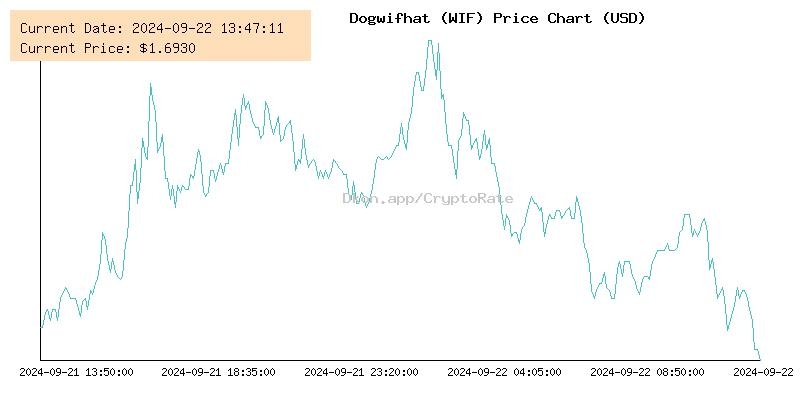 Dogwifhat (WIF) Price Chart (USD)
Current Date: 2024-09-22 13:47:11
Current Price: $1.6930
Dton.app/CryptoRate
2024-09-21 13:50:00 2024-09-21 18:35:00 2024-09-21 23:20:00 2024-09-22 04:05:00 2024-09-22 08:50:00 2024-09-22